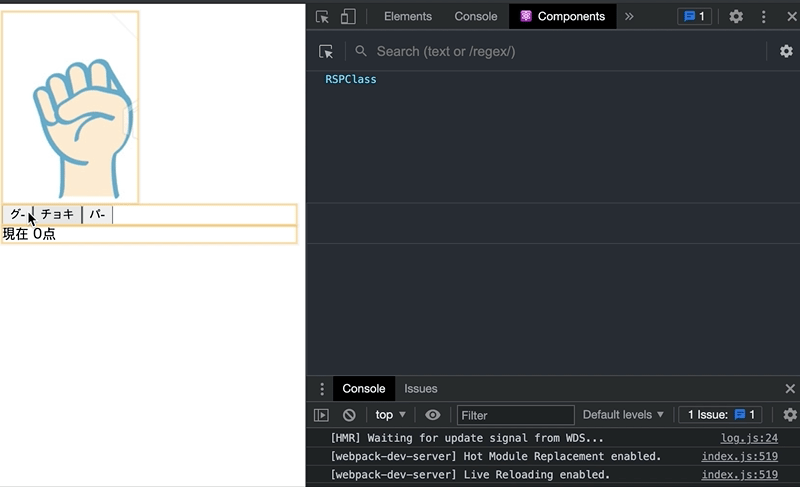 グ-
チョキ
パ-
現在 0点
Elements
Console
Components
1
Search (text or /regex/)
RSPClass
Console
Issues
top
Filter
Default levels
1 Issue:
1
[HMR] Waiting for update signal from WDS... log.js:24
[webpack-dev-server] Hot Module Replacement enabled. index.js:519
[webpack-dev-server] Live Reloading enabled. index.js:519